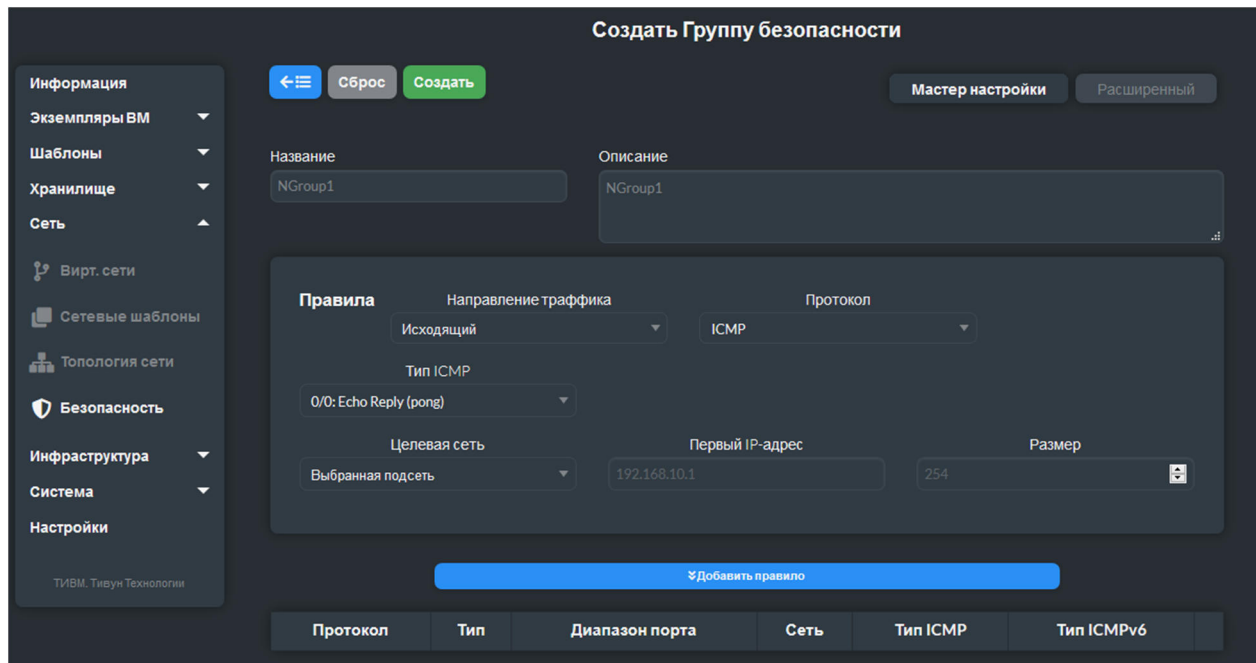 Создать Группу безопасности
Информация
Экземпляры ВМ
Шаблоны
Хранилище
Сеть
Вирт. сети
Сетевые шаблоны
Топология сети
Безопасность
Инфраструктура
Система
Настройки
ТИВМ. Тивун Технологии
Сброс Создать
Мастер настройки Расширенный
Название Описание
NGroup1 NGroup1
Правила Направление траффика Протокол
Исходящий ICMP
Тип ICMP
0/0: Echo Reply (pong)
Целевая сеть Первый IP-адрес Размер
Выбранная подсеть 192.168.10.1 254
Добавить правило
Протокол Тип Диапазон порта Сеть Тип ICMP Тип ICMPv6